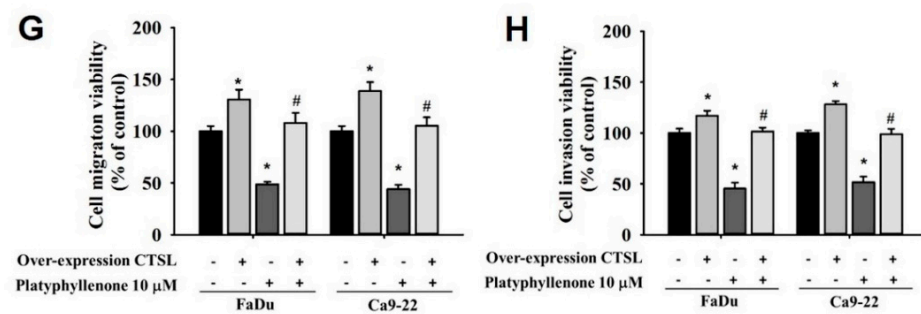 G
200
150
100
50
0
Cell migraton viability
(% of control)
* # * * # *
Over-expression CTSL - + - + - + - +
Platyphyllenone 10 μM - - + + - - + +
FaDu Ca9-22
H
200
150
100
50
0
Cell invasion viability
(% of control)
* * # * * #
Over-expression CTSL - + - + - + - +
Platyphyllenone 10 μM - - + + - - + +
FaDu Ca9-22